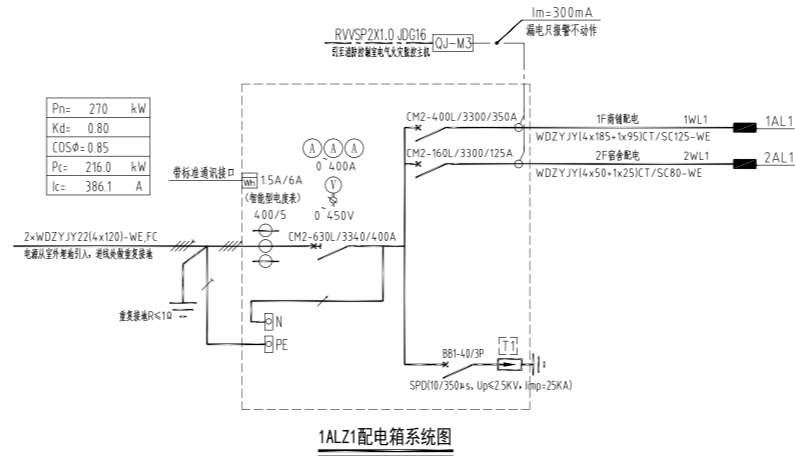 Im=300mA
漏电只报警不动作
RVVSP2X1.0 JDG16
QJ-M3
引至消防控制室电气火灾监控主机
Pn= 270 kW
Kd= 0.80
COSØ=0.85
Pc= 216.0 kW
Ic= 386.1 A
带标准通讯接口
Wh
1.5A/6A
(智能型电度表)
400/5
A A A
0~400A
V
0~450V
CM2-630L/3340/400A
CM2-400L/3300/350A
1F商铺配电 1WL1
1AL1
WDZYJY(4x185+1x95)CT/SC125-WE
CM2-160L/3300/125A
2F宿舍配电 2WL1
2AL1
WDZYJY(4x50+1x25)CT/SC80-WE
2×WDZYJY22(4x120)-WE,FC
电源从室外埋地引入，进线处做重复接地
重复接地R≤1Ω
N
PE
BB1-40/3P
T1
SPD(10/350μs、Up≤2.5KV、Iimp=25KA)
1ALZ1配电箱系统图